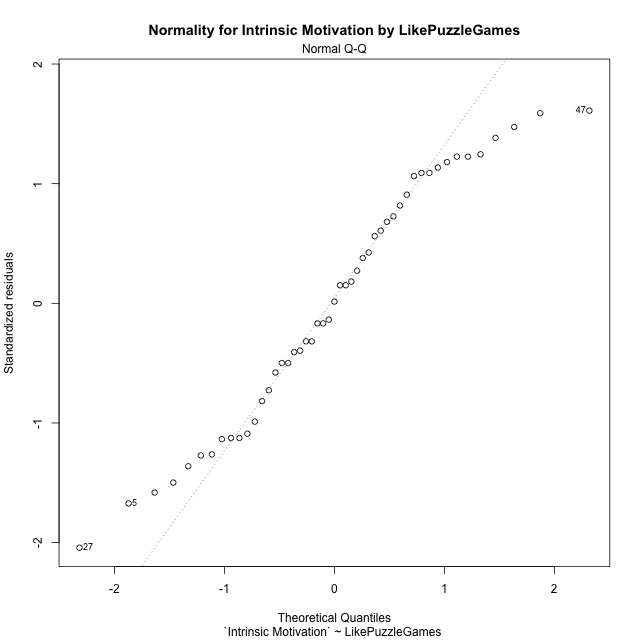 Normality for Intrinsic Motivation by LikePuzzleGames
Normal Q-Q
2
47
1
Standardized residuals
0
-1
5
-2
27
-2 -1 0 1 2
Theoretical Quantiles
`Intrinsic Motivation` ~ LikePuzzleGames